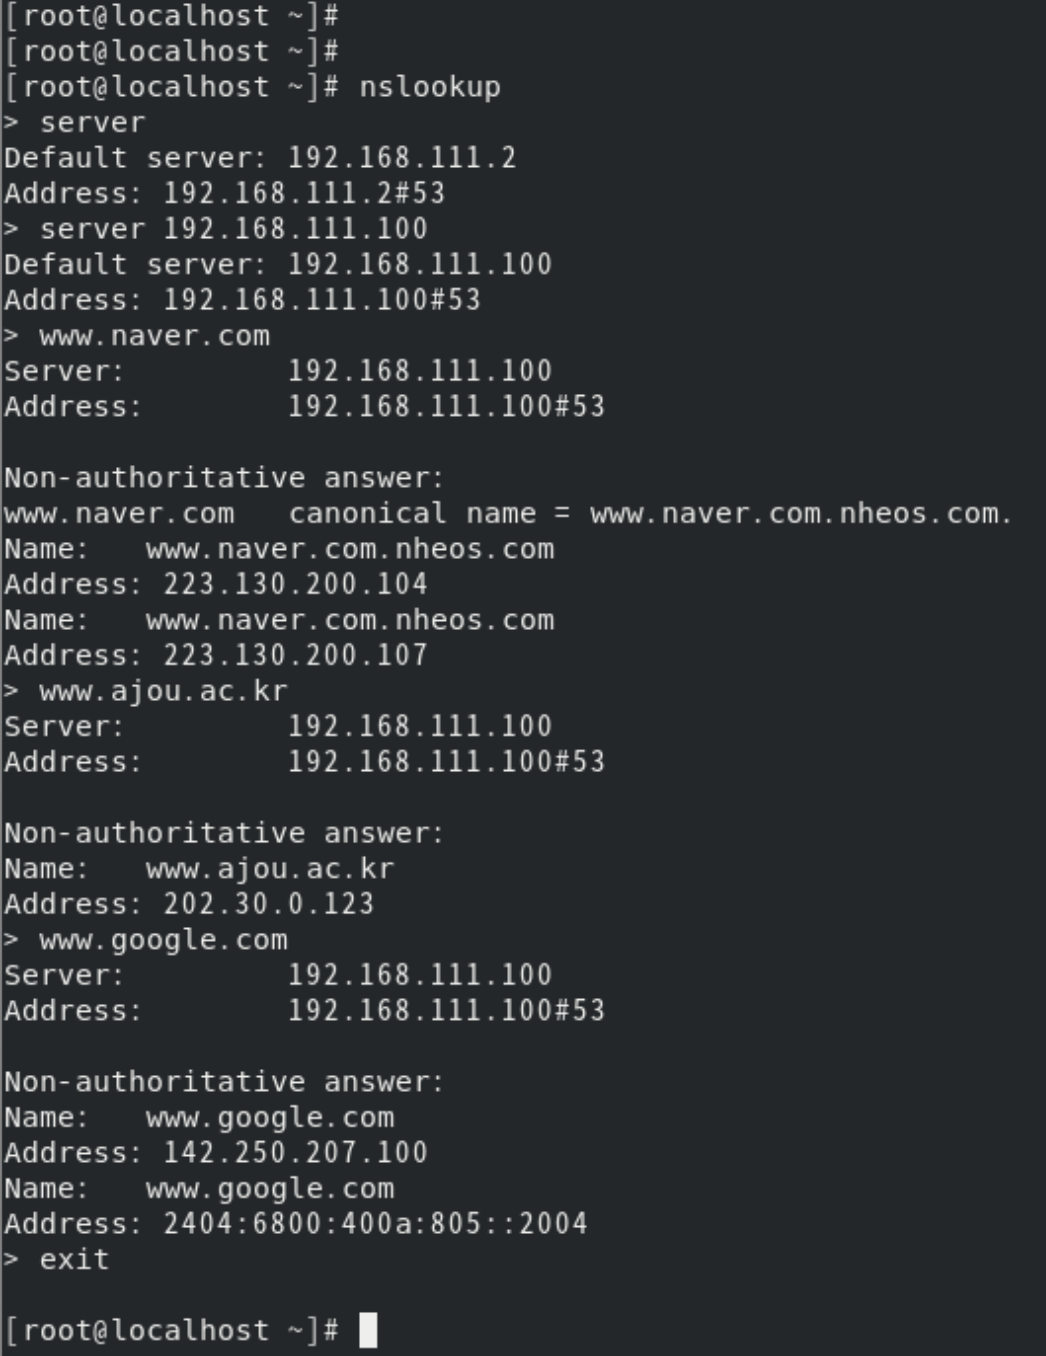 [root@localhost ~]#
[root@localhost ~]#
[root@localhost ~]# nslookup
> server
Default server: 192.168.111.2
Address: 192.168.111.2#53
> server 192.168.111.100
Default server: 192.168.111.100
Address: 192.168.111.100#53
> www.naver.com
Server:         192.168.111.100
Address:        192.168.111.100#53

Non-authoritative answer:
www.naver.com   canonical name = www.naver.com.nheos.com.
Name:   www.naver.com.nheos.com
Address: 223.130.200.104
Name:   www.naver.com.nheos.com
Address: 223.130.200.107
> www.ajou.ac.kr
Server:         192.168.111.100
Address:        192.168.111.100#53

Non-authoritative answer:
Name:   www.ajou.ac.kr
Address: 202.30.0.123
> www.google.com
Server:         192.168.111.100
Address:        192.168.111.100#53

Non-authoritative answer:
Name:   www.google.com
Address: 142.250.207.100
Name:   www.google.com
Address: 2404:6800:400a:805::2004
> exit

[root@localhost ~]#